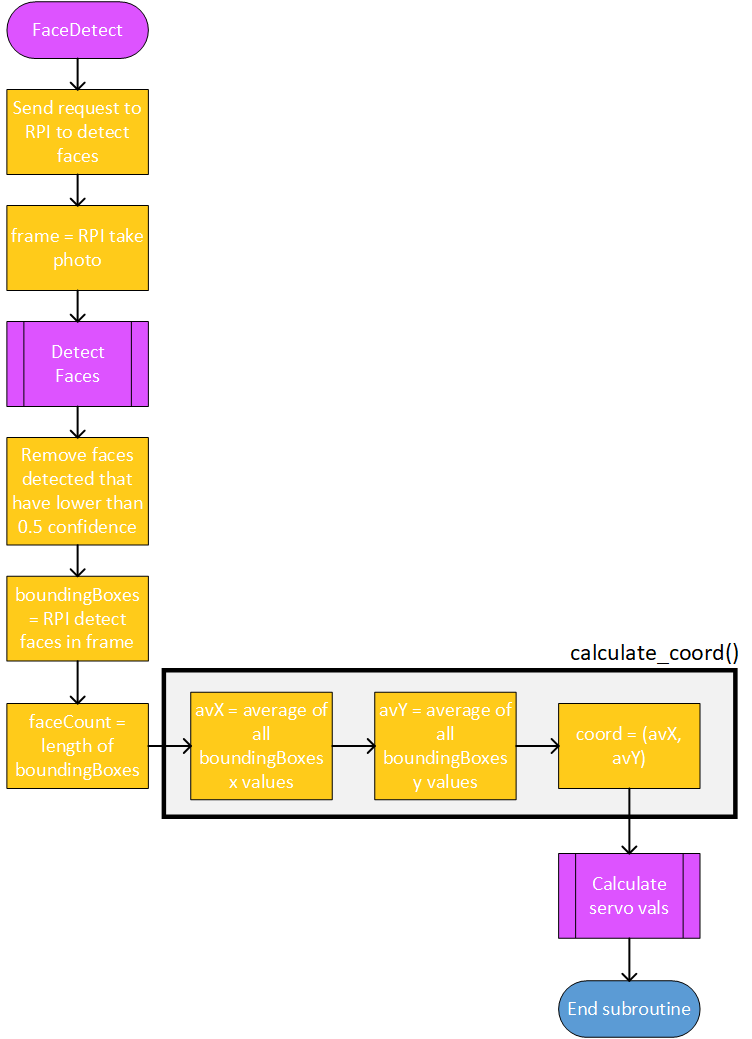 FaceDetect
Send request to
RPI to detect
faces
frame = RPI take
photo
Detect
Faces
Remove faces
detected that
have lower than
0.5 confidence
boundingBoxes
= RPI detect
faces in frame
faceCount =
length of
boundingBoxes
calculate_coord()
avX = average of
all
boundingBoxes
x values
avY = average of
all
boundingBoxes
y values
coord = (avX,
avY)
Calculate
servo vals
End subroutine